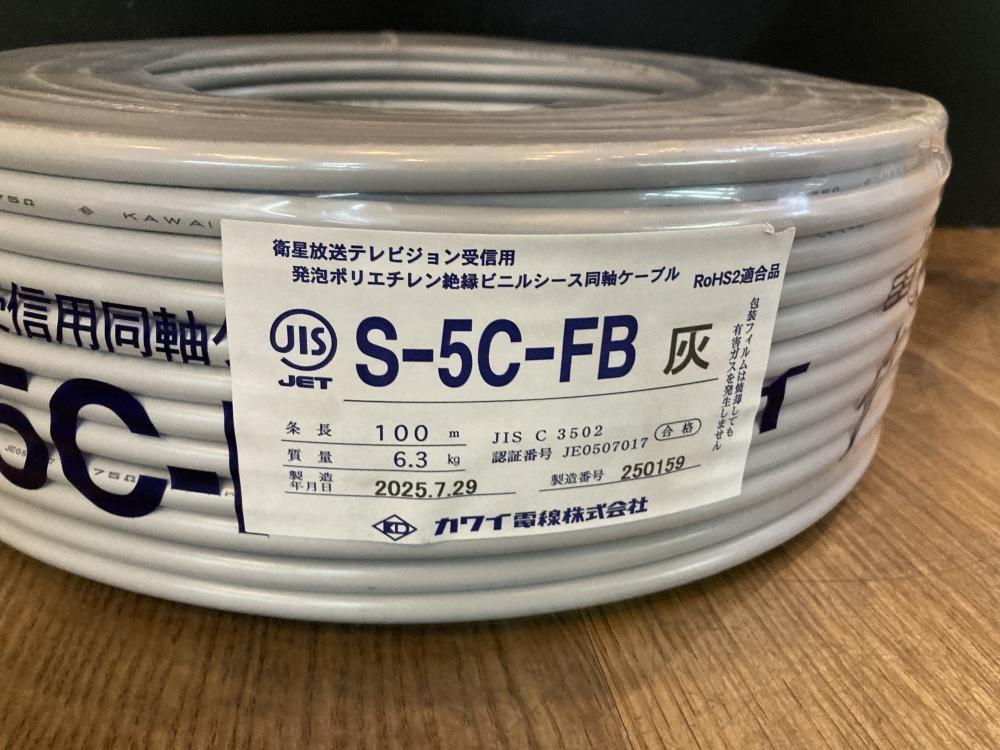 75Ω KAWAI
衛星放送テレビジョン受信用
発泡ポリエチレン絶縁ビニルシース同軸ケーブル RoHS2適合品
JIS
JET
S-5C-FB 灰
包装フィルムは焼却しても
有害ガスを発生しません
条長 100 m
質量 6.3 kg
製造年月日 2025.7.29
JIS C 3502 合格
認証番号 JE0507017
製造番号 250159
カワイ電線株式会社
信用同軸
5C-
75Ω